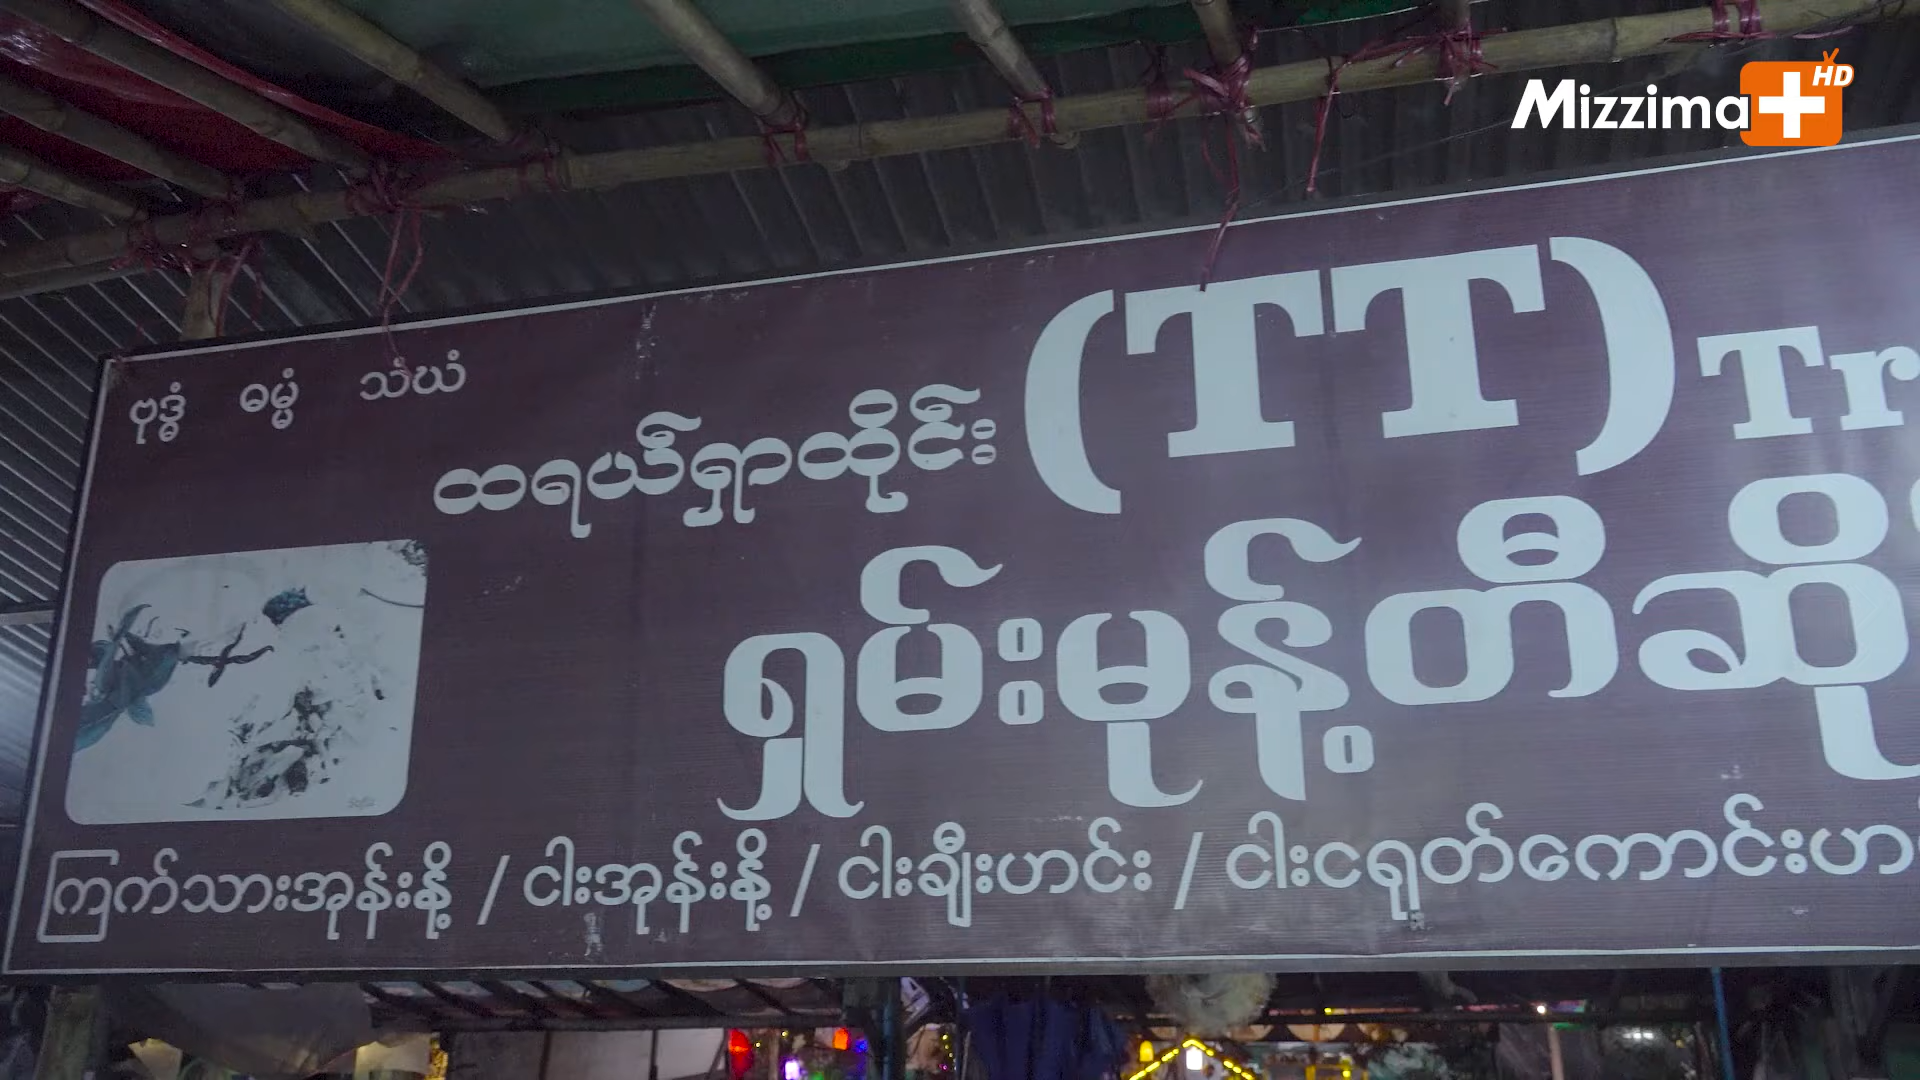 Mizzima+ HD
ဗုဒ္ဓံ ဓမ္မံ သံဃံ
ထရယ်ရှာထိုင်း (TT) Tr
ရှမ်းမုန့်တီဆို
ကြက်သားအုန်းနို့ / ငါးအုန်းနို့ / ငါးချီးဟင်း / ငါးငရုတ်ကောင်းဟ